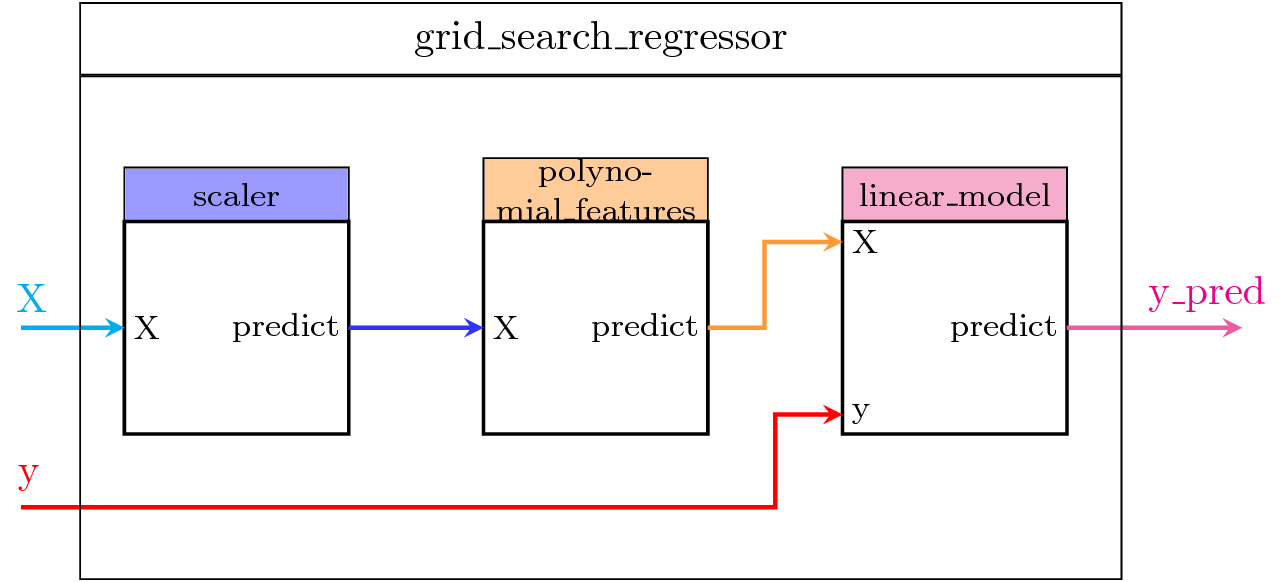 grid_search_regressor
scaler
polyno-
mial_features
linear_model
X
X
predict
X
predict
X
predict
y
y_pred
y